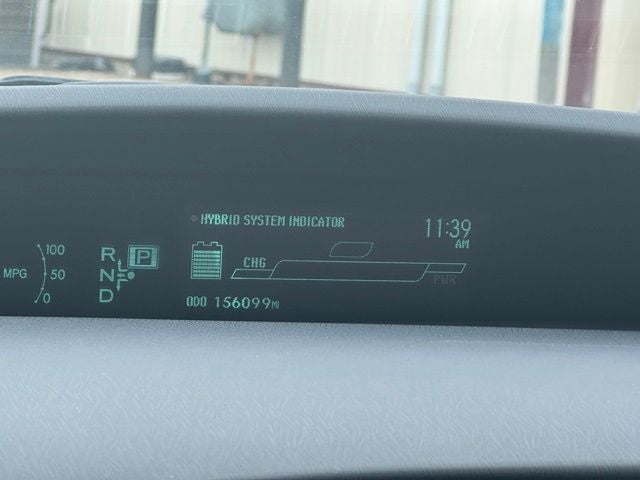 HYBRID SYSTEM INDICATOR
11:39
AM
100
MPG 50
0
R P
N
D
CHG
PWR
ODO 156099MI